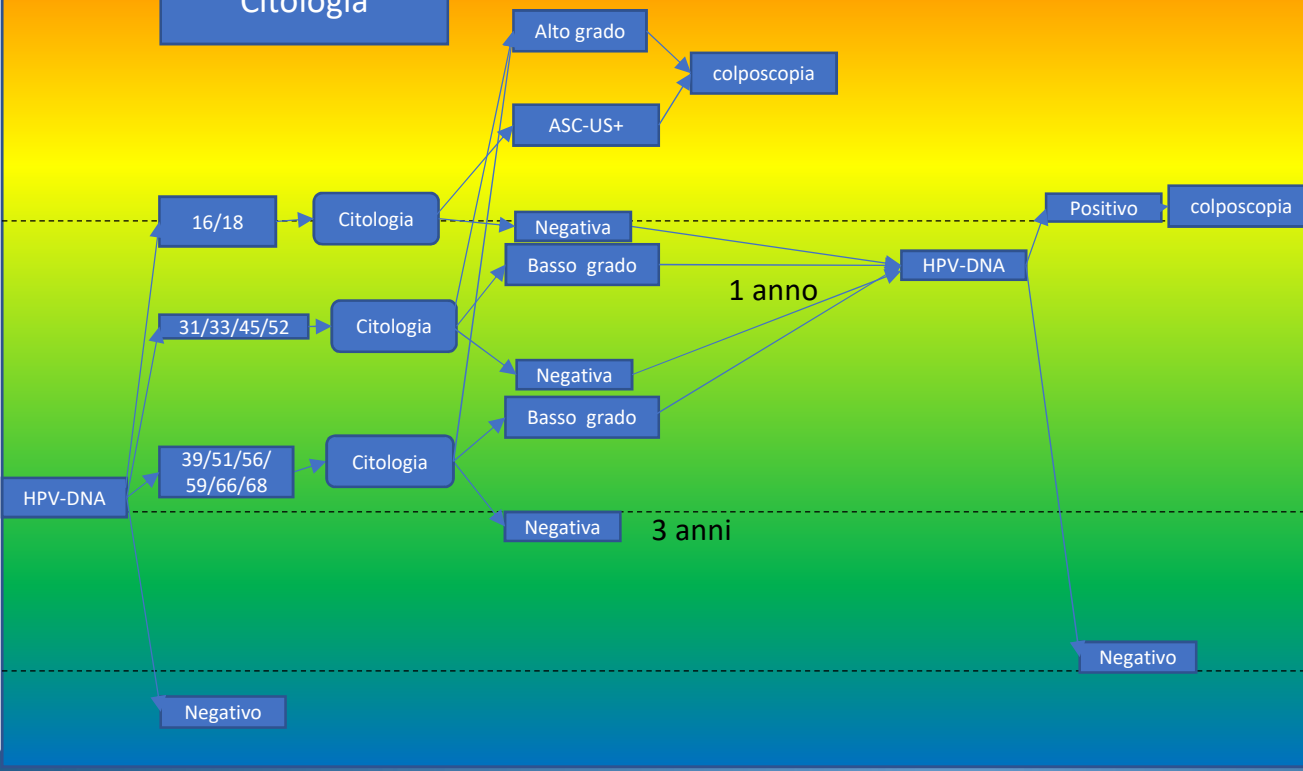 Citologia
Alto grado
colposcopia
ASC-US+
16/18
Citologia
Negativa
Basso grado
Positivo
colposcopia
HPV-DNA
1 anno
31/33/45/52
Citologia
Negativa
Basso grado
39/51/56/
59/66/68
Citologia
HPV-DNA
Negativa
3 anni
Negativo
Negativo